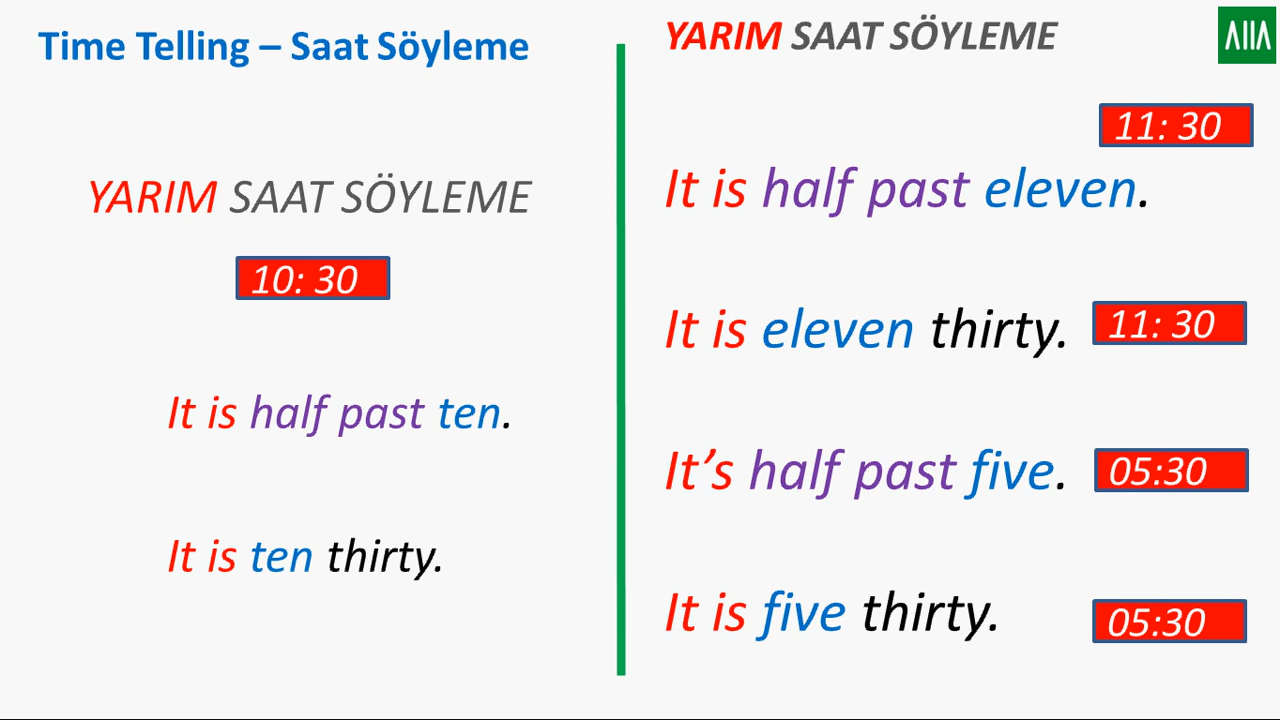 Time Telling – Saat Söyleme
YARIM SAAT SÖYLEME
10: 30
It is half past ten.
It is ten thirty.
YARIM SAAT SÖYLEME
11: 30
It is half past eleven.
It is eleven thirty.
11: 30
It’s half past five.
05:30
It is five thirty.
05:30